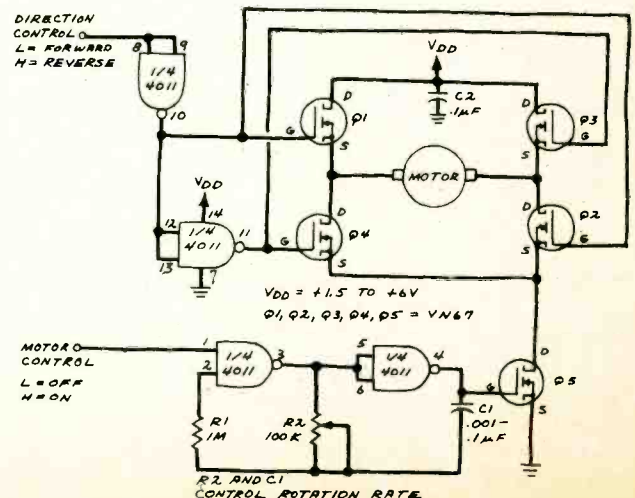 DIRECTION
CONTROL
L = FORWARD
H = REVERSE
8
9
1/4
4011
10
VDD
D
C2
.1µF
D
G
Q1
Q3
S
S
G
MOTOR
VDD
14
12
1/4
4011
11
13
7
D
G
Q4
S
D
Q2
G
S
VDD = +1.5 TO +6V
Q1, Q2, Q3, Q4, Q5 = VN67
MOTOR
CONTROL
L = OFF
H = ON
1
2
1/4
4011
3
5
6
1/4
4011
4
D
G
Q5
S
R1
1M
R2
100K
C1
.001-
.1µF
R2 AND C1
CONTROL ROTATION RATE